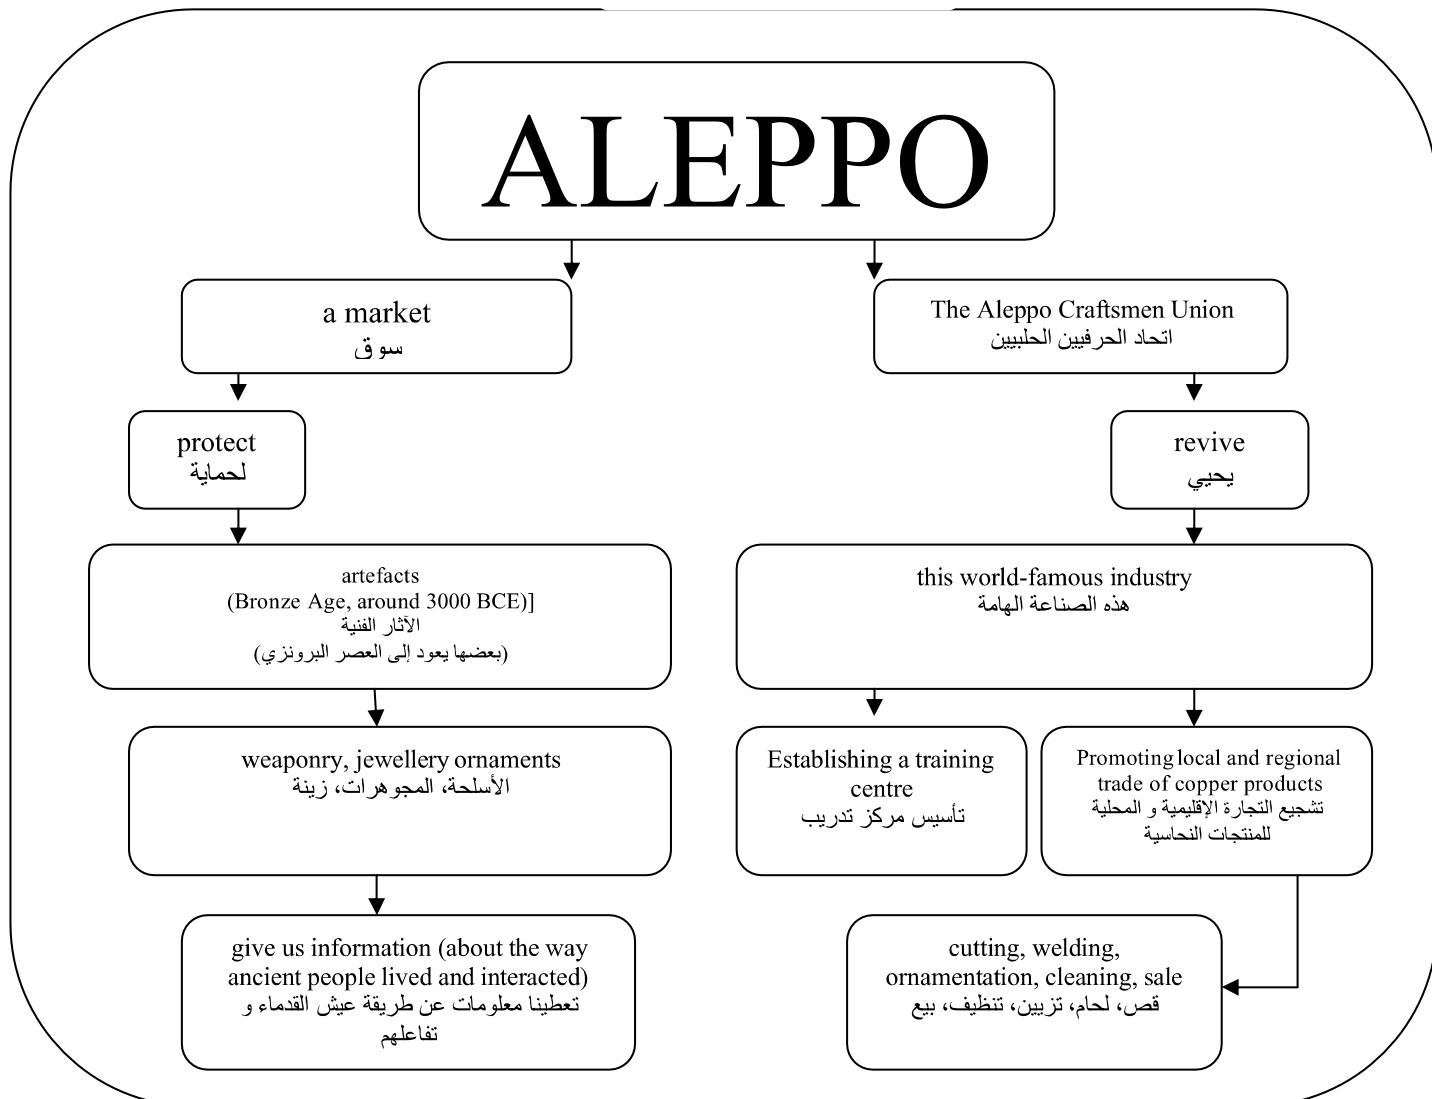 ALEPPO
a market
سوق
The Aleppo Craftsmen Union
اتحاد الحرفيين الحلبيين
protect
لحماية
revive
يحيي
artefacts
(Bronze Age, around 3000 BCE)]
الآثار الفنية
(بعضها يعود إلى العصر البرونزي)
this world-famous industry
هذه الصناعة الهامة
weaponry, jewellery ornaments
الأسلحة، المجوهرات، زينة
Establishing a training
centre
تأسيس مركز تدريب
Promoting local and regional
trade of copper products
تشجيع التجارة الإقليمية و المحلية
للمنتجات النحاسية
give us information (about the way
ancient people lived and interacted)
تعطينا معلومات عن طريقة عيش القدماء و
تفاعلهم
cutting, welding,
ornamentation, cleaning, sale
قص، لحام، تزيين، تنظيف، بيع